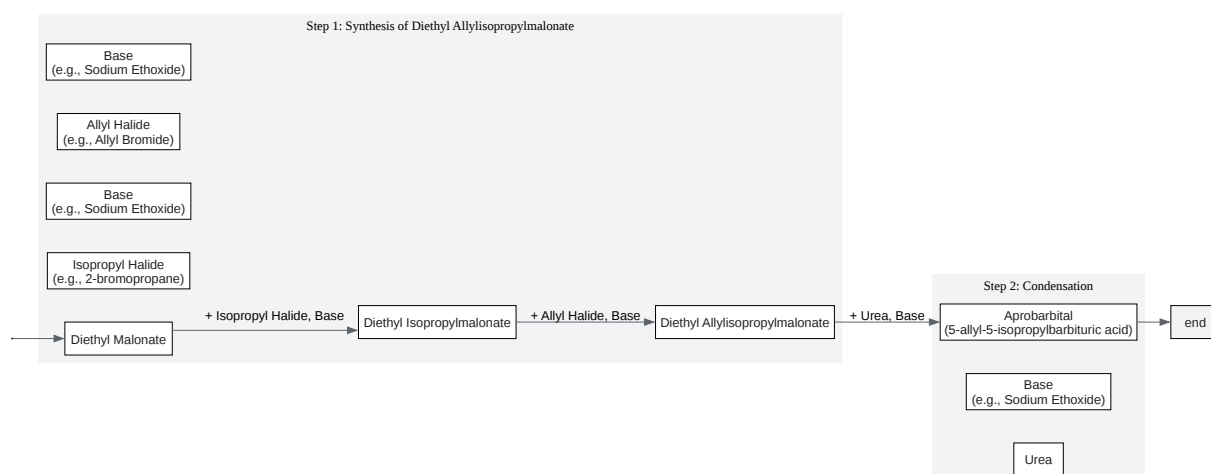 Step 1: Synthesis of Diethyl Allylisopropylmalonate
Base
(e.g., Sodium Ethoxide)
Allyl Halide
(e.g., Allyl Bromide)
Base
(e.g., Sodium Ethoxide)
Isopropyl Halide
(e.g., 2-bromopropane)
Diethyl Malonate
+ Isopropyl Halide, Base
Diethyl Isopropylmalonate
+ Allyl Halide, Base
Diethyl Allylisopropylmalonate
+ Urea, Base
Step 2: Condensation
Aprobarbital
(5-allyl-5-isopropylbarbituric acid)
end
Base
(e.g., Sodium Ethoxide)
Urea